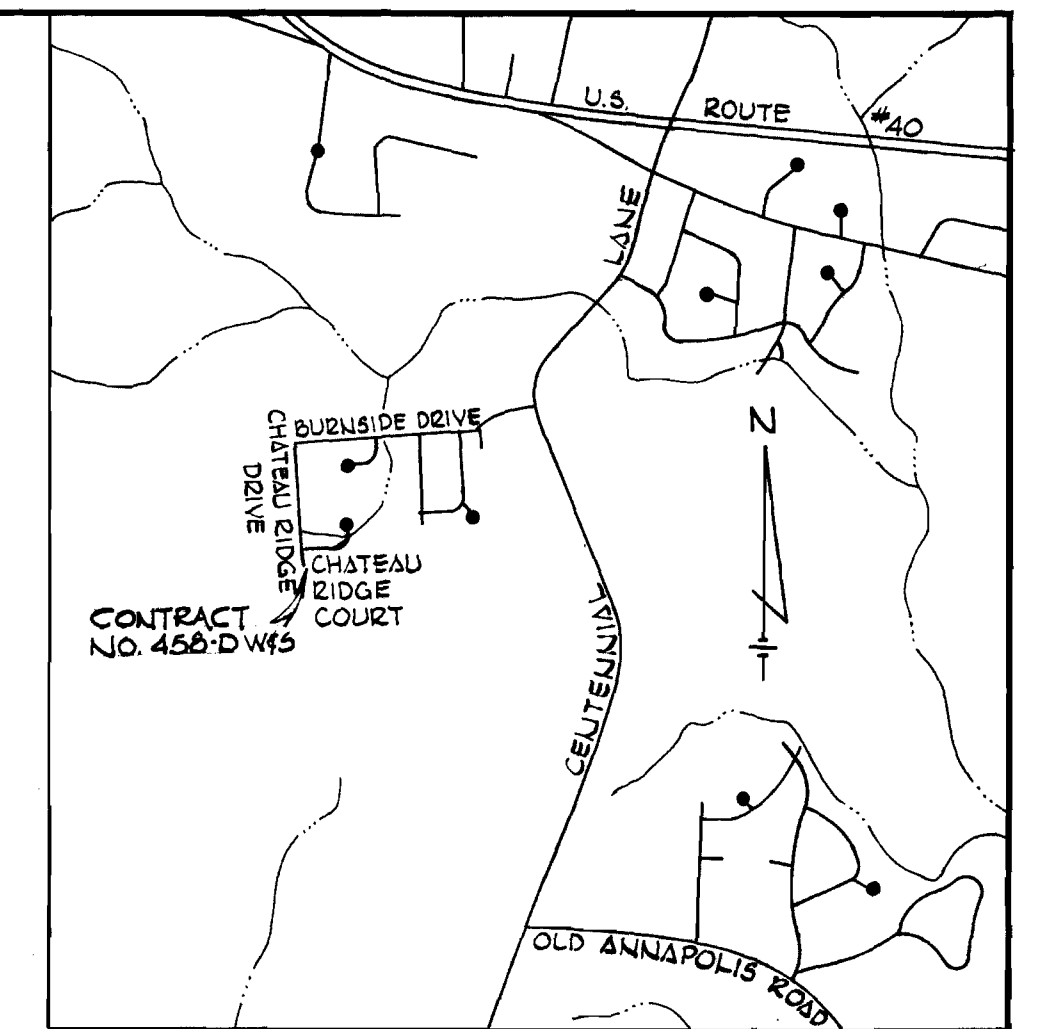 U.S. ROUTE #40
LANE
N
BURNSIDE DRIVE
CHATEAU RIDGE
DRIVE
CHATEAU
RIDGE
COURT
CONTRACT
NO. 458-D W&S
CENTENNIAL
OLD ANNAPOLIS ROAD